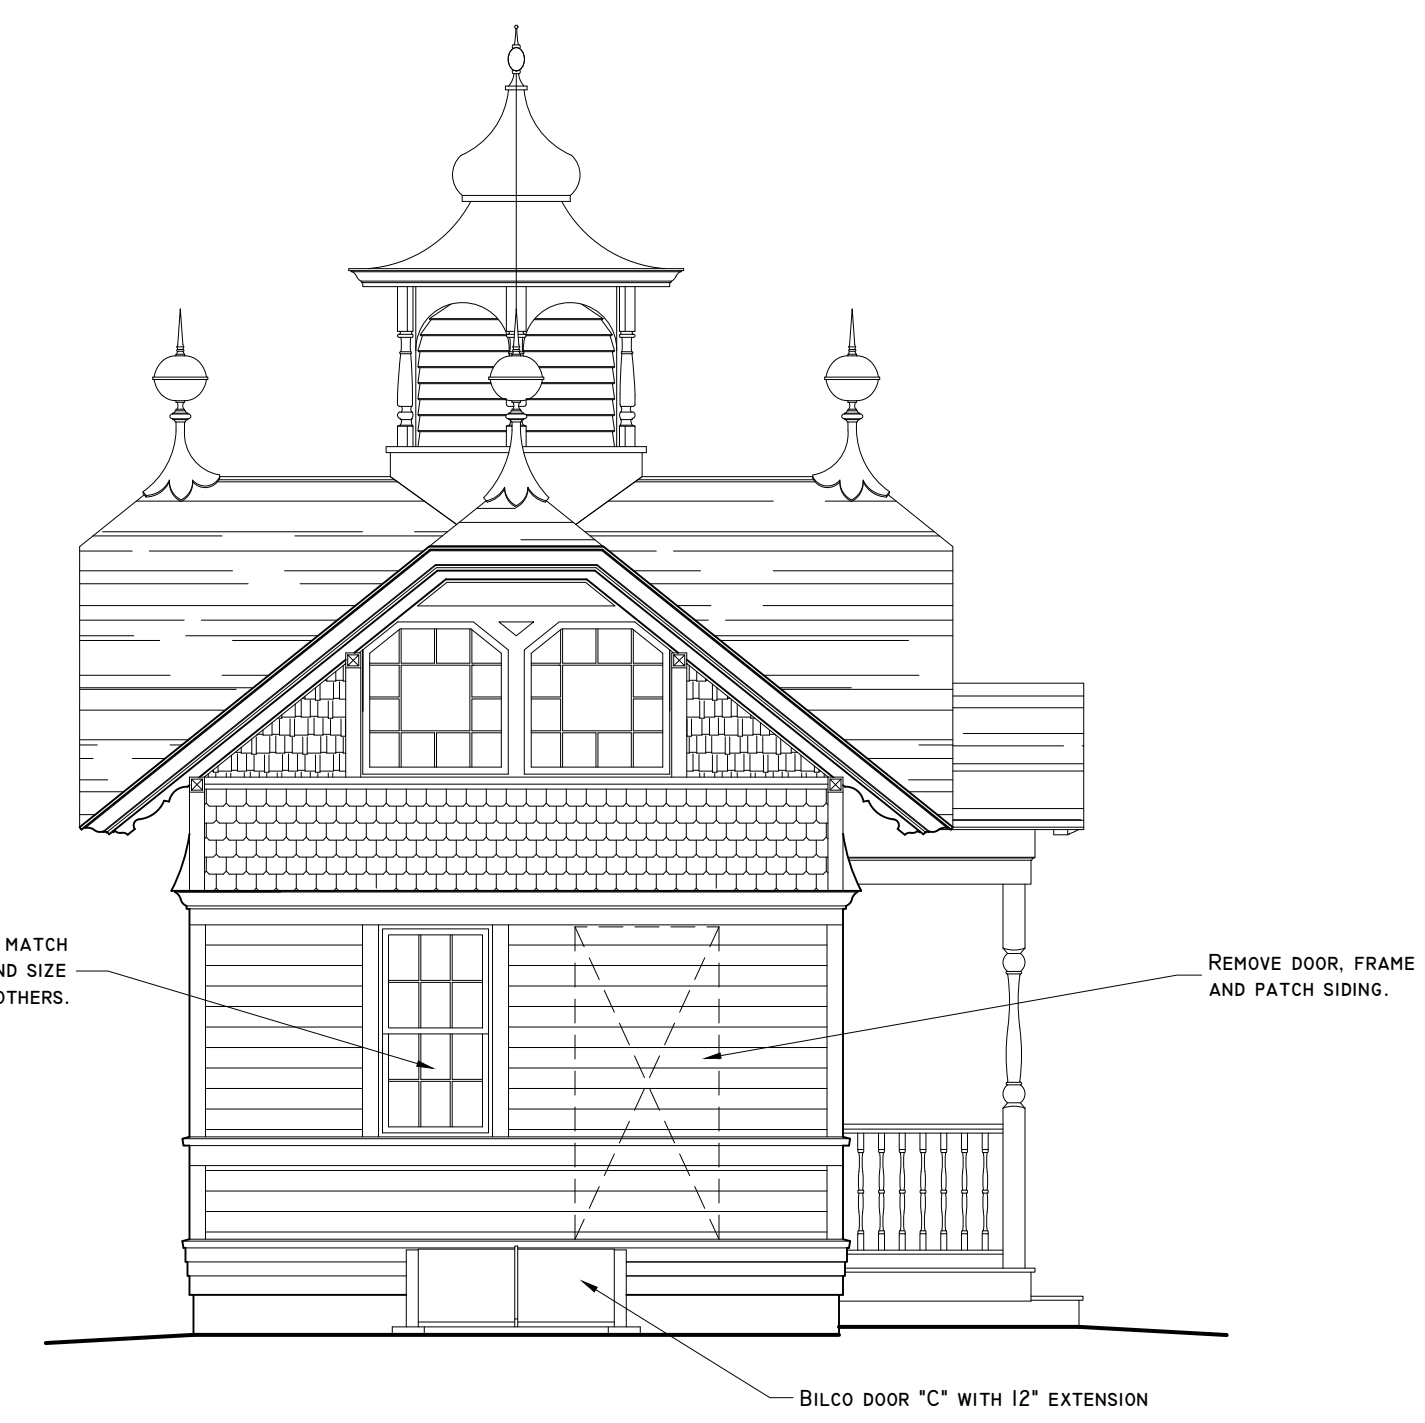 MATCH
ND SIZE
OTHERS.
REMOVE DOOR, FRAME
AND PATCH SIDING.
BILCO DOOR "C" WITH 12" EXTENSION